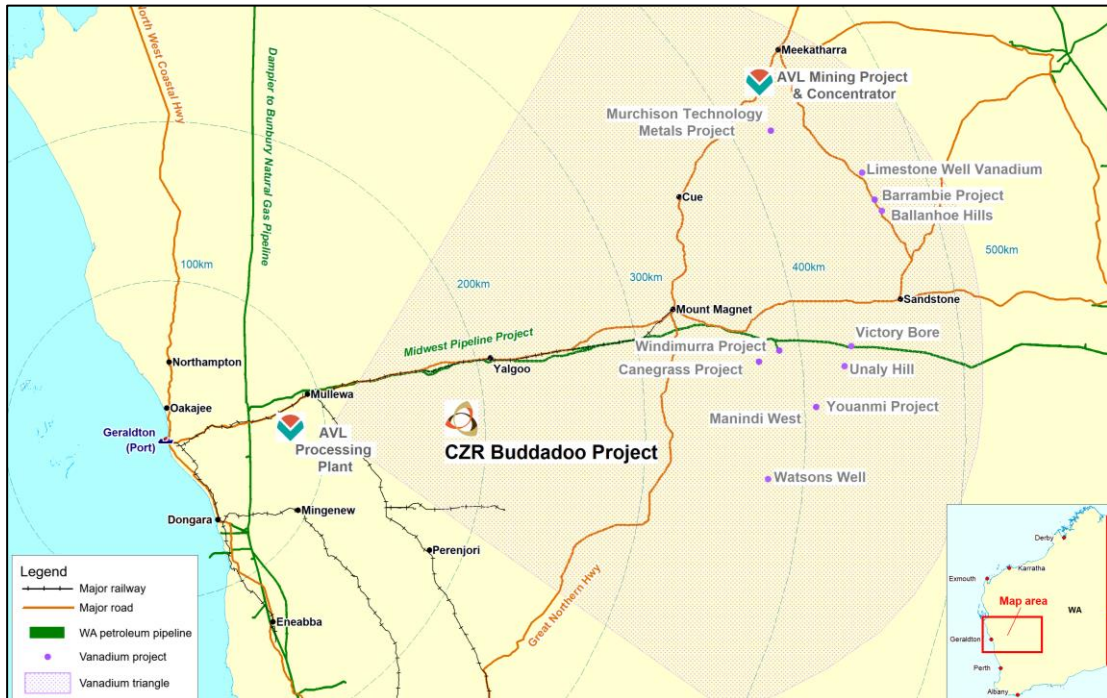 North West Coastal Hwy
Dampier to Bunbury Natural Gas Pipeline
Meekatharra
AVL Mining Project
& Concentrator
Murchison Technology
Metals Project
Limestone Well Vanadium
Barrambie Project
Ballanhoe Hills
Cue
100km
200km
300km
400km
500km
Sandstone
Mount Magnet
Midwest Pipeline Project
Victory Bore
Windimurra Project
Northampton
Yalgoo
Canegrass Project
Unaly Hill
Mullewa
Oakajee
Youanmi Project
Manindi West
Geraldton
(Port)
AVL
Processing
Plant
CZR Buddadoo Project
Watsons Well
Dongara
Mingenew
Perenjori
Great Northern Hwy
Eneabba
Legend
Major railway
Major road
WA petroleum pipeline
Vanadium project
Vanadium triangle
Derby
Karratha
Exmouth
Map area
WA
Geraldton
Perth
Albany